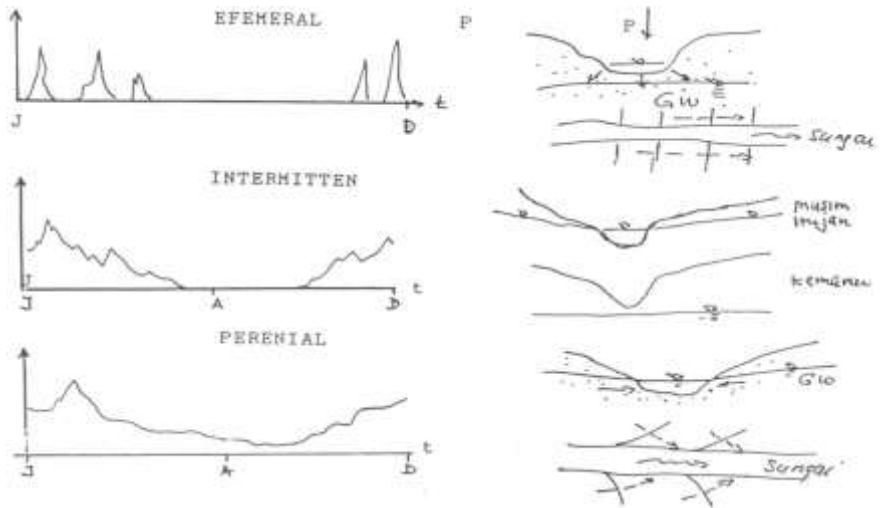 EFEMERAL
P
P
t
J
D
GW
Sungai
INTERMITTEN
musim
hujan
J
J
A
D
t
kemarau
PERENIAL
GW
t
J
A
D
Sungai